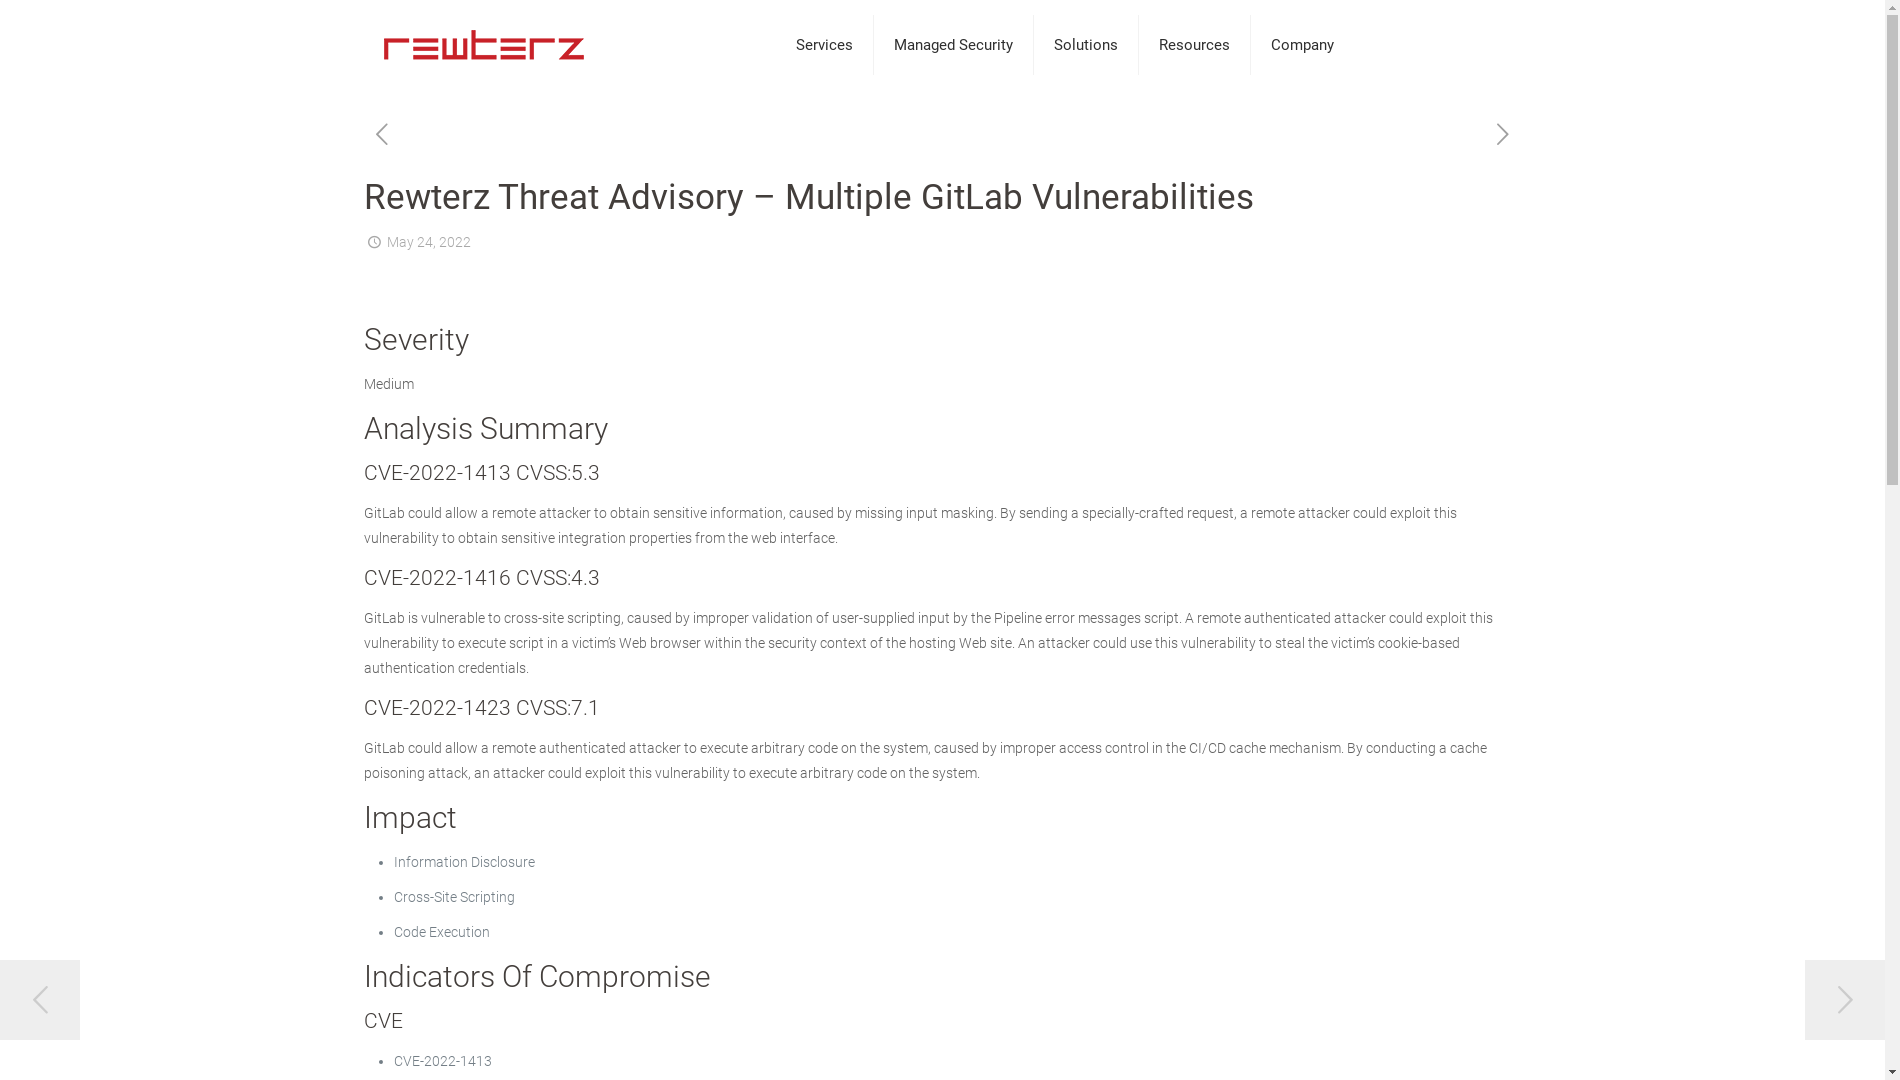 rewterz
Services
Managed Security
Solutions
Resources
Company
Rewterz Threat Advisory – Multiple GitLab Vulnerabilities
May 24, 2022
Severity
Medium
Analysis Summary
CVE-2022-1413 CVSS:5.3
GitLab could allow a remote attacker to obtain sensitive information, caused by missing input masking. By sending a specially-crafted request, a remote attacker could exploit this
vulnerability to obtain sensitive integration properties from the web interface.
CVE-2022-1416 CVSS:4.3
GitLab is vulnerable to cross-site scripting, caused by improper validation of user-supplied input by the Pipeline error messages script. A remote authenticated attacker could exploit this
vulnerability to execute script in a victim’s Web browser within the security context of the hosting Web site. An attacker could use this vulnerability to steal the victim’s cookie-based
authentication credentials.
CVE-2022-1423 CVSS:7.1
GitLab could allow a remote authenticated attacker to execute arbitrary code on the system, caused by improper access control in the CI/CD cache mechanism. By conducting a cache
poisoning attack, an attacker could exploit this vulnerability to execute arbitrary code on the system.
Impact
• Information Disclosure
• Cross-Site Scripting
• Code Execution
Indicators Of Compromise
CVE
• CVE-2022-1413